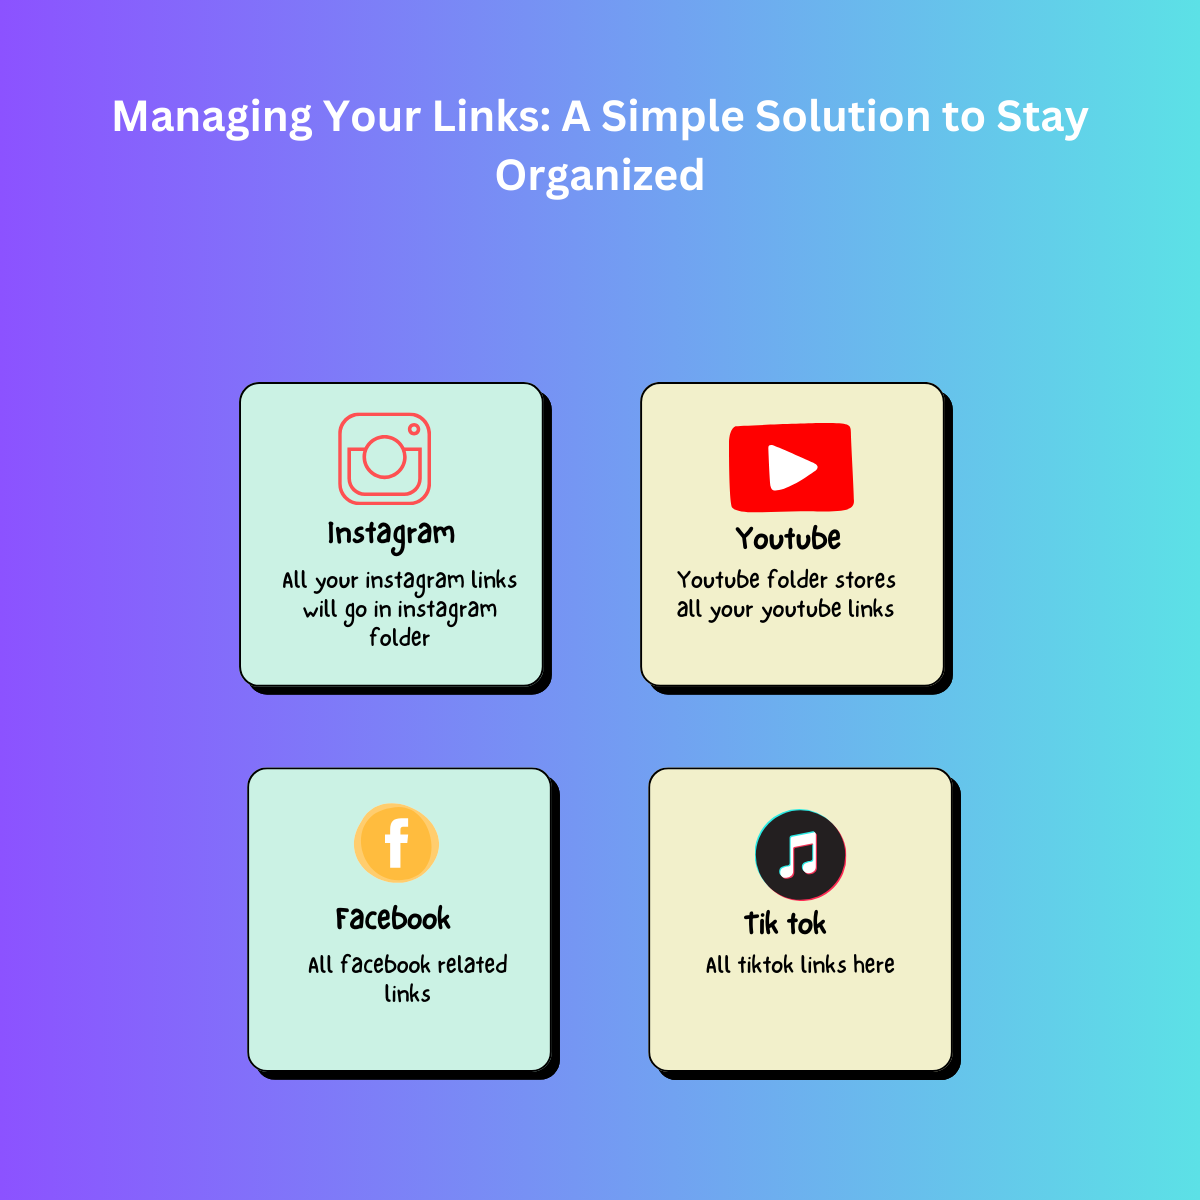 Managing Your Links: A Simple Solution to Stay
Organized
Instagram
All your instagram links
will go in instagram
folder
Youtube
Youtube folder stores
all your youtube links
Facebook
All facebook related
links
Tik tok
All tiktok links here